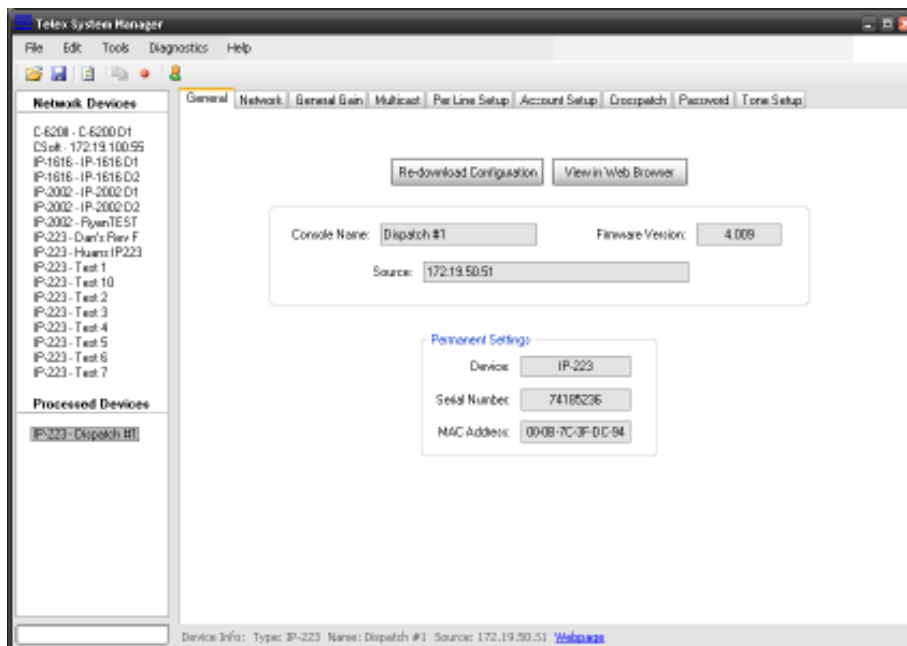 Telex System Manager
File Edit Tools Diagnostics Help
Network Devices
C-6200 - C-6200 D1
CSoft - 172.19.100.55
IP-1616 - IP-1616 D1
IP-1616 - IP-1616 D2
IP-2002 - IP-2002 D1
IP-2002 - IP-2002 D2
IP-2002 - RyanTEST
IP-223 - Dan's Rev F
IP-223 - Huans IP223
IP-223 - Test 1
IP-223 - Test 10
IP-223 - Test 2
IP-223 - Test 3
IP-223 - Test 4
IP-223 - Test 5
IP-223 - Test 6
IP-223 - Test 7
Processed Devices
IP-223 - Dispatch #1
General Network General Gain Multicast Per Line Setup Account Setup Crosspatch Password Tone Setup
Re-download Configuration View in Web Browser
Console Name: Dispatch #1 Firmware Version: 4.009
Source: 172.19.50.51
Permanent Settings
Device: IP-223
Serial Number: 74185236
MAC Address: 00-0B-7C-3F-DC-94
Device Info: Type: IP-223 Name: Dispatch #1 Source: 172.19.50.51 Webpage